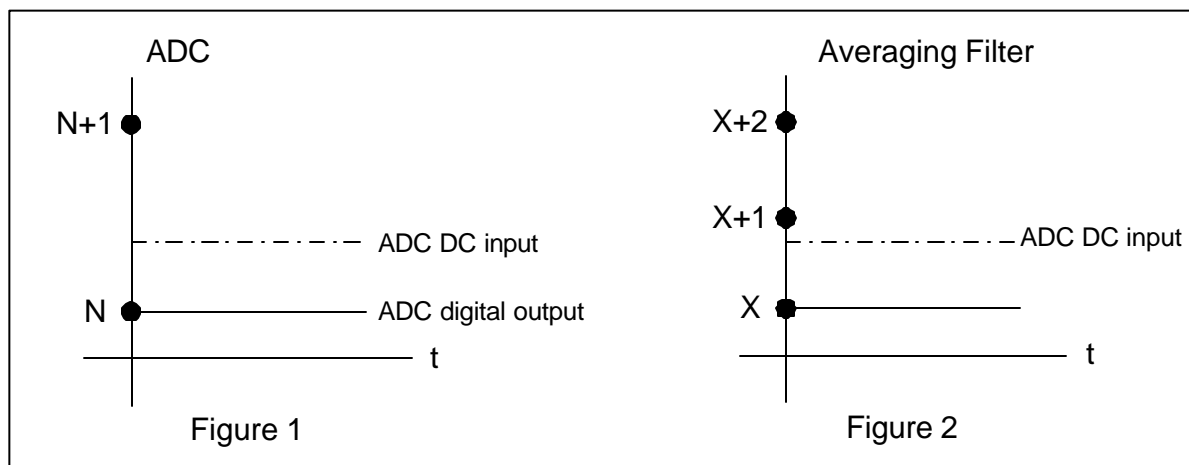 ADC
N+1
ADC DC input
N
ADC digital output
t
Figure 1
Averaging Filter
X+2
X+1
ADC DC input
X
t
Figure 2